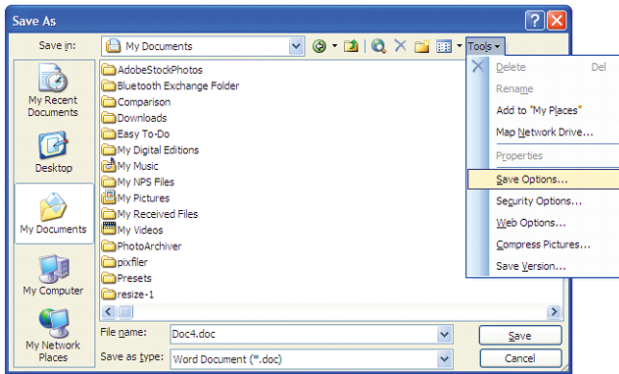 Save As
Save in:
My Documents
Tools
My Recent
Documents
Desktop
My Documents
My Computer
My Network
Places
AdobeStockPhotos
Bluetooth Exchange Folder
Comparison
Downloads
Easy To-Do
My Digital Editions
My Music
My NPS Files
My Pictures
My Received Files
My Videos
PhotoArchiver
pixfiler
Presets
resize-1
Delete Del
Rename
Add to "My Places"
Map Network Drive...
Properties
Save Options...
Security Options...
Web Options...
Compress Pictures...
Save Version...
File name:
Doc4.doc
Save
Save as type:
Word Document (*.doc)
Cancel